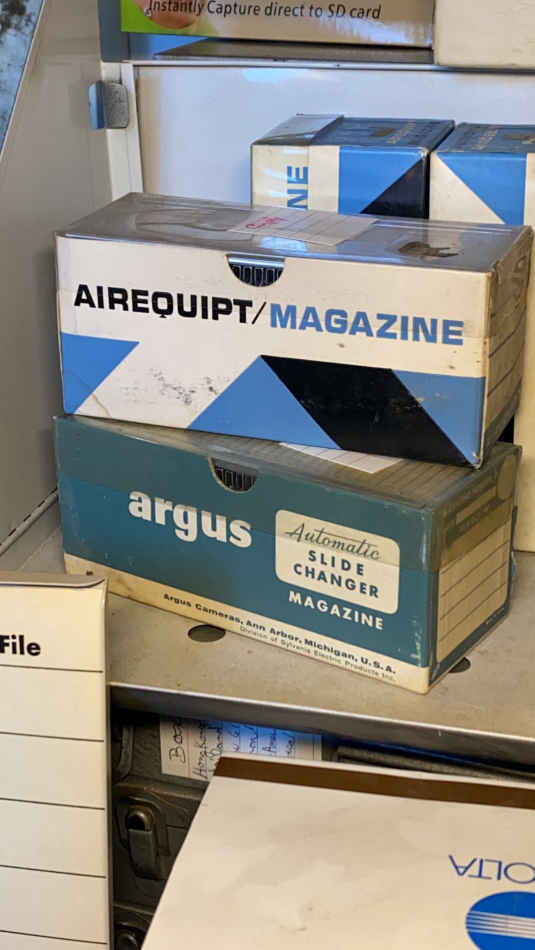 Instantly Capture direct to SD card
NE
AIREQUIPT/MAGAZINE
argus
Automatic
SLIDE
CHANGER
MAGAZINE
Argus Cameras, Ann Arbor, Michigan, U.S.A.
Division of Sylvania Electric Products Inc.
File
OLTA